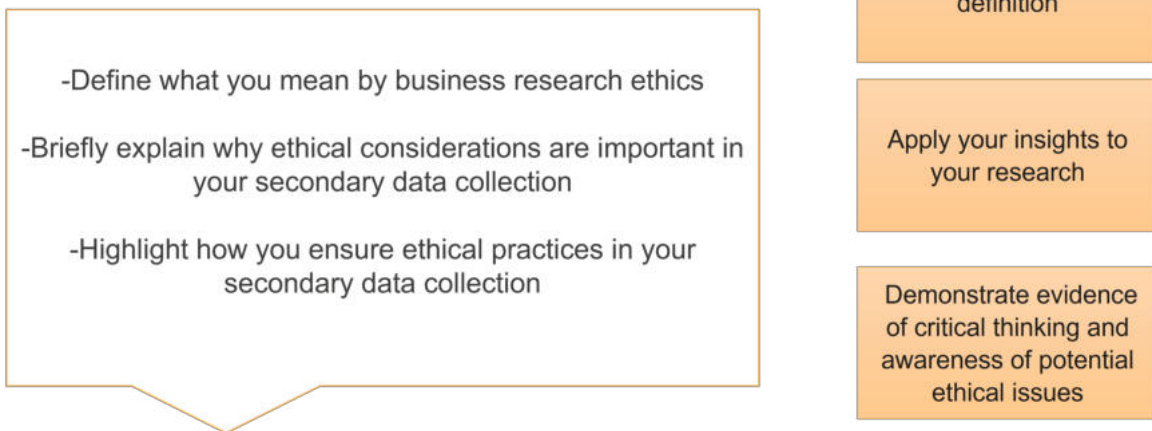 -Define what you mean by business research ethics
-Briefly explain why ethical considerations are important in
your secondary data collection
-Highlight how you ensure ethical practices in your
secondary data collection
definition
Apply your insights to
your research
Demonstrate evidence
of critical thinking and
awareness of potential
ethical issues